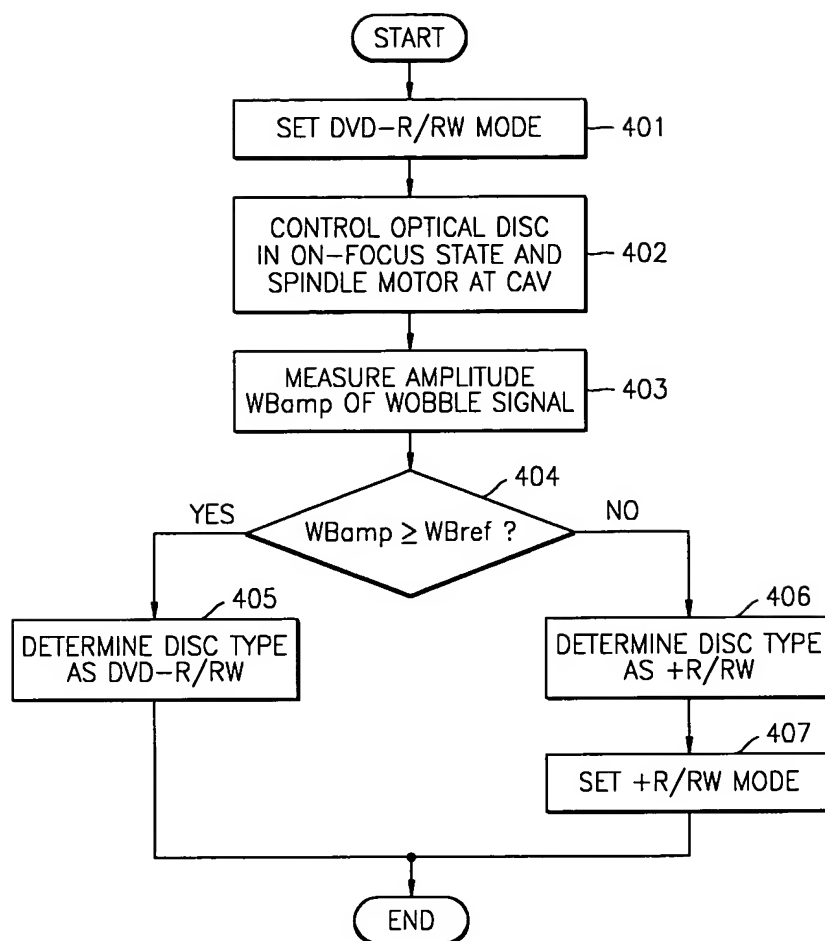 START
SET DVD-R/RW MODE
401
CONTROL OPTICAL DISC
IN ON-FOCUS STATE AND
SPINDLE MOTOR AT CAV
402
MEASURE AMPLITUDE
WBamp OF WOBBLE SIGNAL
403
404
WBamp ≥ WBref ?
YES
NO
405
DETERMINE DISC TYPE
AS DVD-R/RW
406
DETERMINE DISC TYPE
AS +R/RW
407
SET +R/RW MODE
END